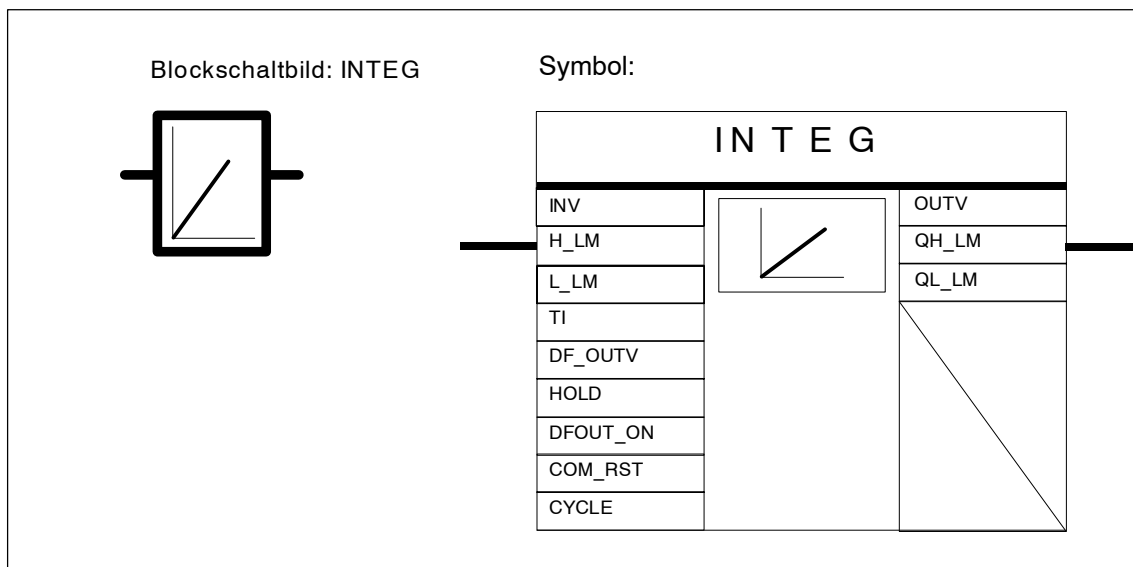 Blockschaltbild: INTEG
Symbol:
INTEG
INV
H_LM
L_LM
TI
DF_OUTV
HOLD
DFOUT_ON
COM_RST
CYCLE
OUTV
QH_LM
QL_LM